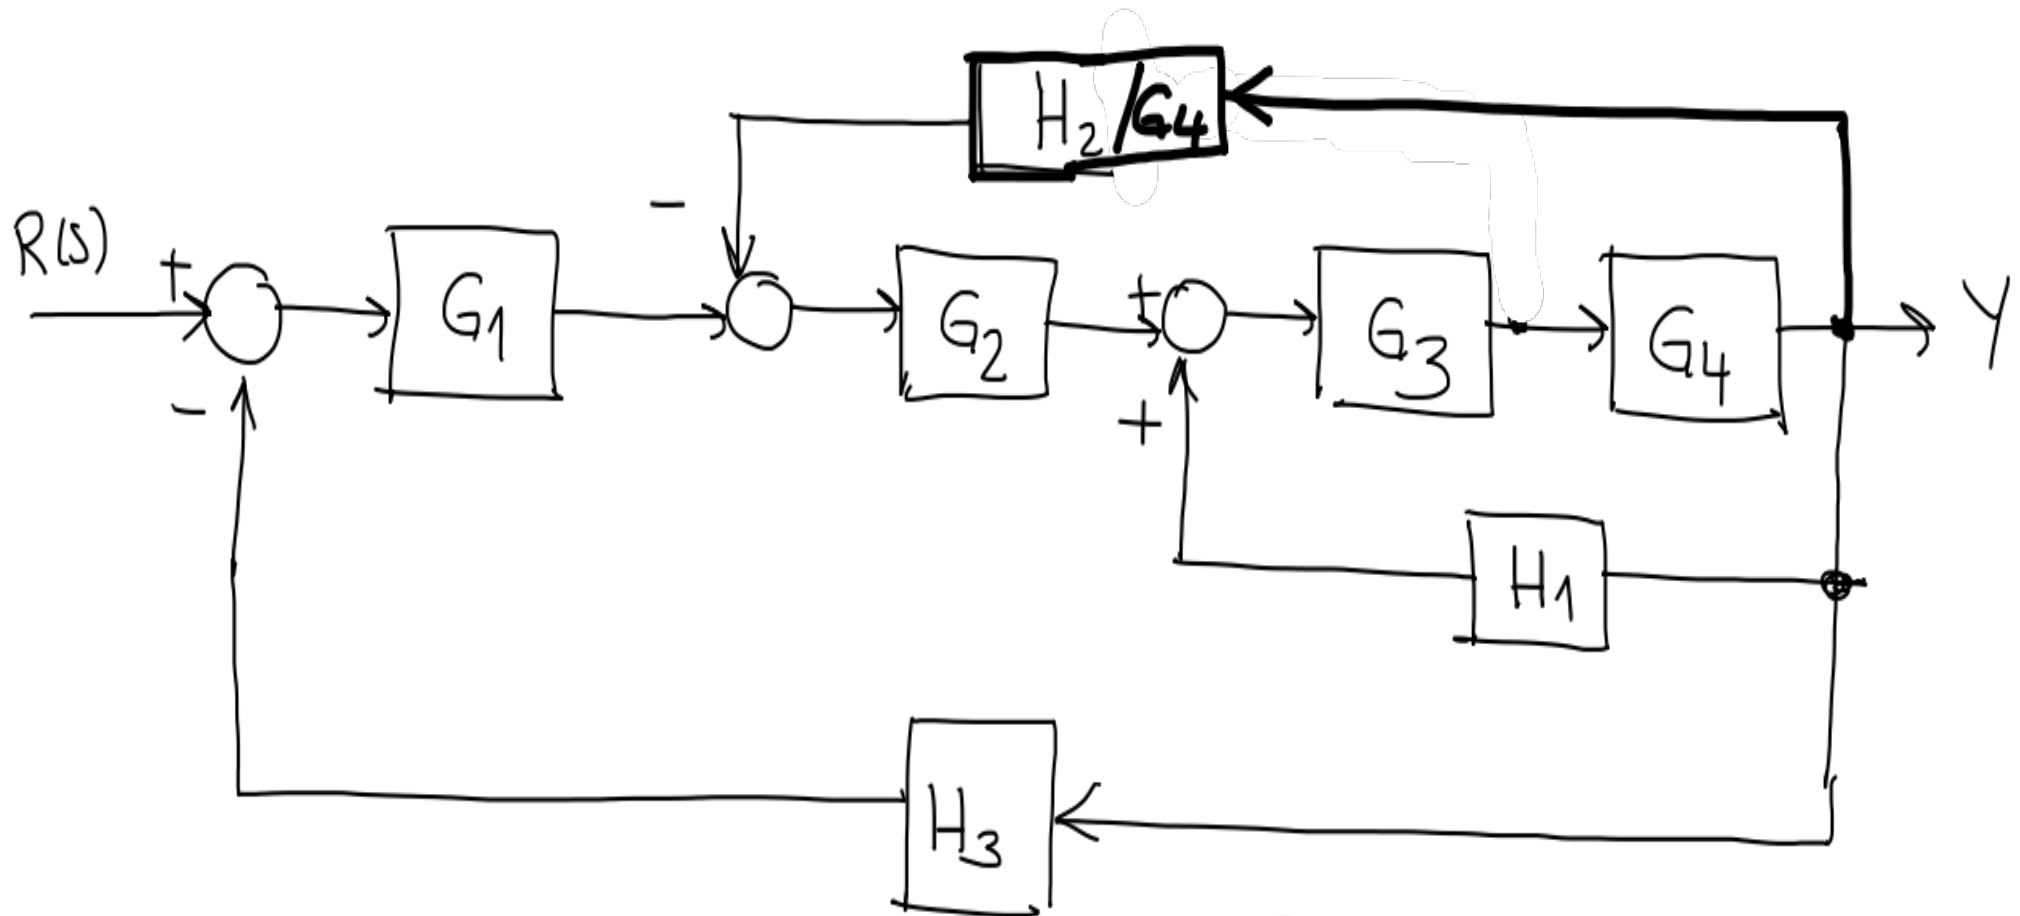 H₂/G₄
−
R(S)
+
G₁
G₂
+
G₃
G₄
Y
−
+
H₁
H₃